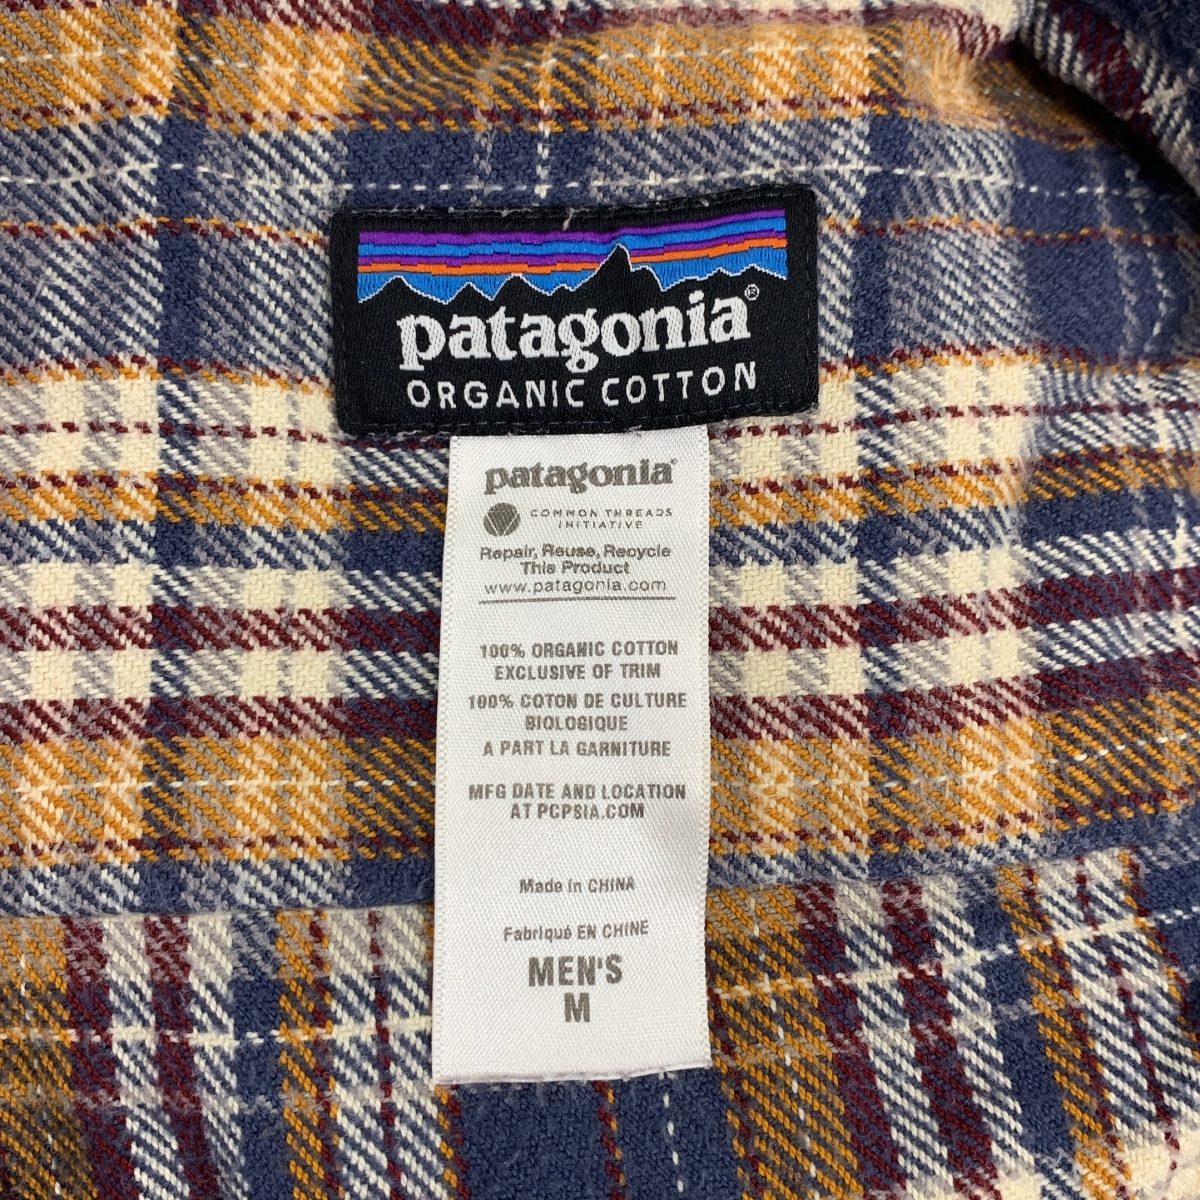 patagonia®
ORGANIC COTTON
patagonia®
COMMON THREADS
INITIATIVE
Repair, Reuse, Recycle
This Product
www.patagonia.com
100% ORGANIC COTTON
EXCLUSIVE OF TRIM
100% COTON DE CULTURE
BIOLOGIQUE
A PART LA GARNITURE
MFG DATE AND LOCATION
AT PCPSIA.COM
Made in CHINA
Fabriqué EN CHINE
MEN'S
M